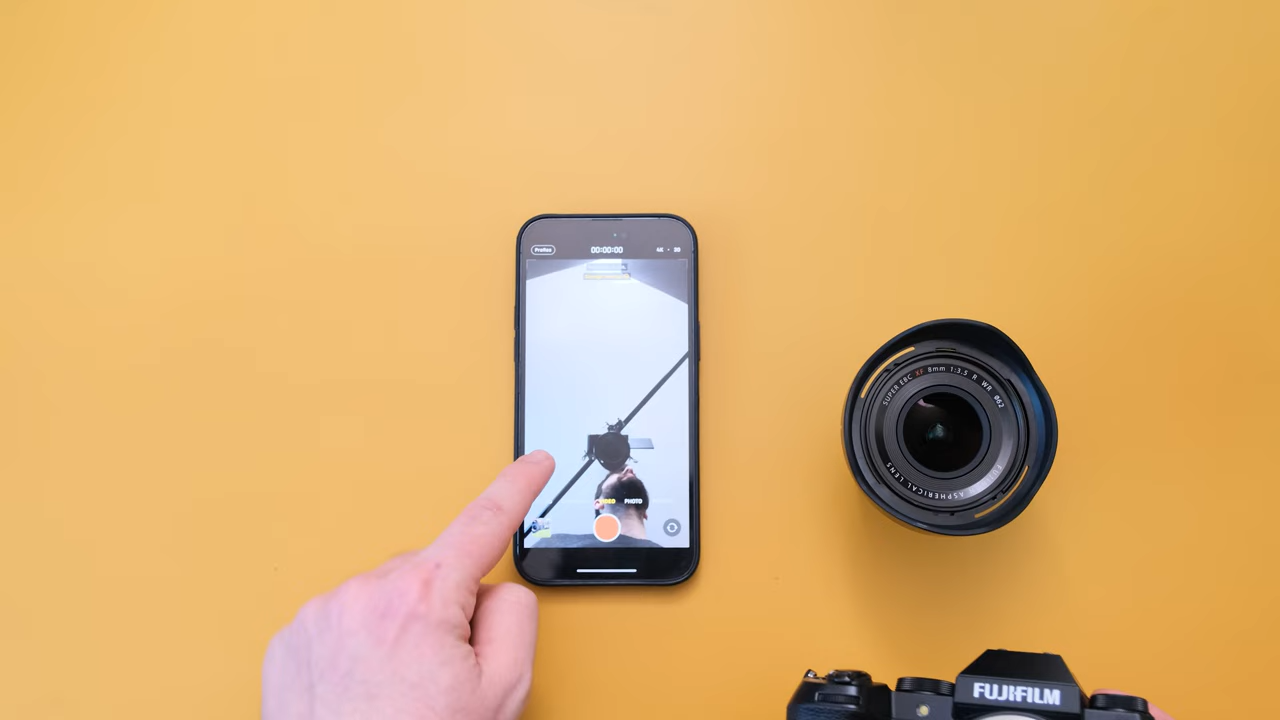 ProRes
00:00:00
4K · 30
VIDEO PHOTO
SUPER EBC XF 8mm 1:3.5 R WR ø62
ASPHERICAL LENS
FUJIFILM